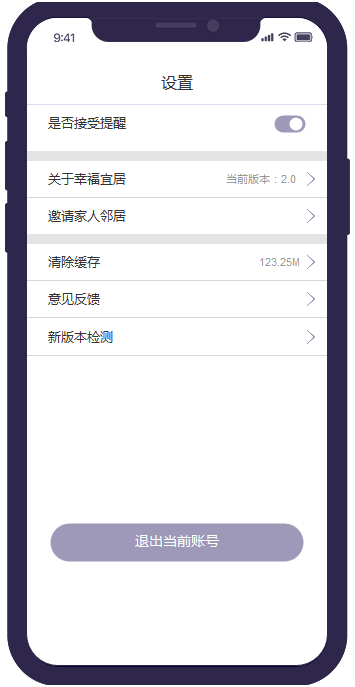 9:41
设置
是否接受提醒
关于幸福宜居 当前版本：2.0
邀请家人邻居
清除缓存 123.25M
意见反馈
新版本检测
退出当前账号